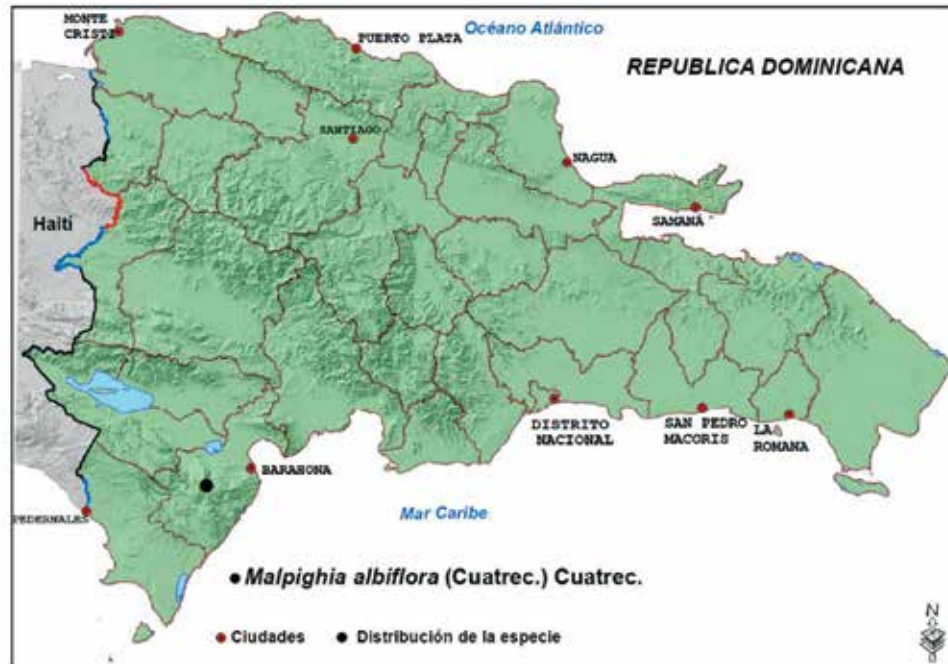 MONTE
CRISTI
PUERTO PLATA
Océano Atlántico
REPUBLICA DOMINICANA
SANTIAGO
NAGUA
SAMANÁ
Haití
DISTRITO
NACIONAL
SAN PEDRO
MACORIS
LA
ROMANA
BARAHONA
PEDERNALES
Mar Caribe
Malpighia albiflora (Cuatrec.) Cuatrec.
Ciudades
Distribución de la especie
N